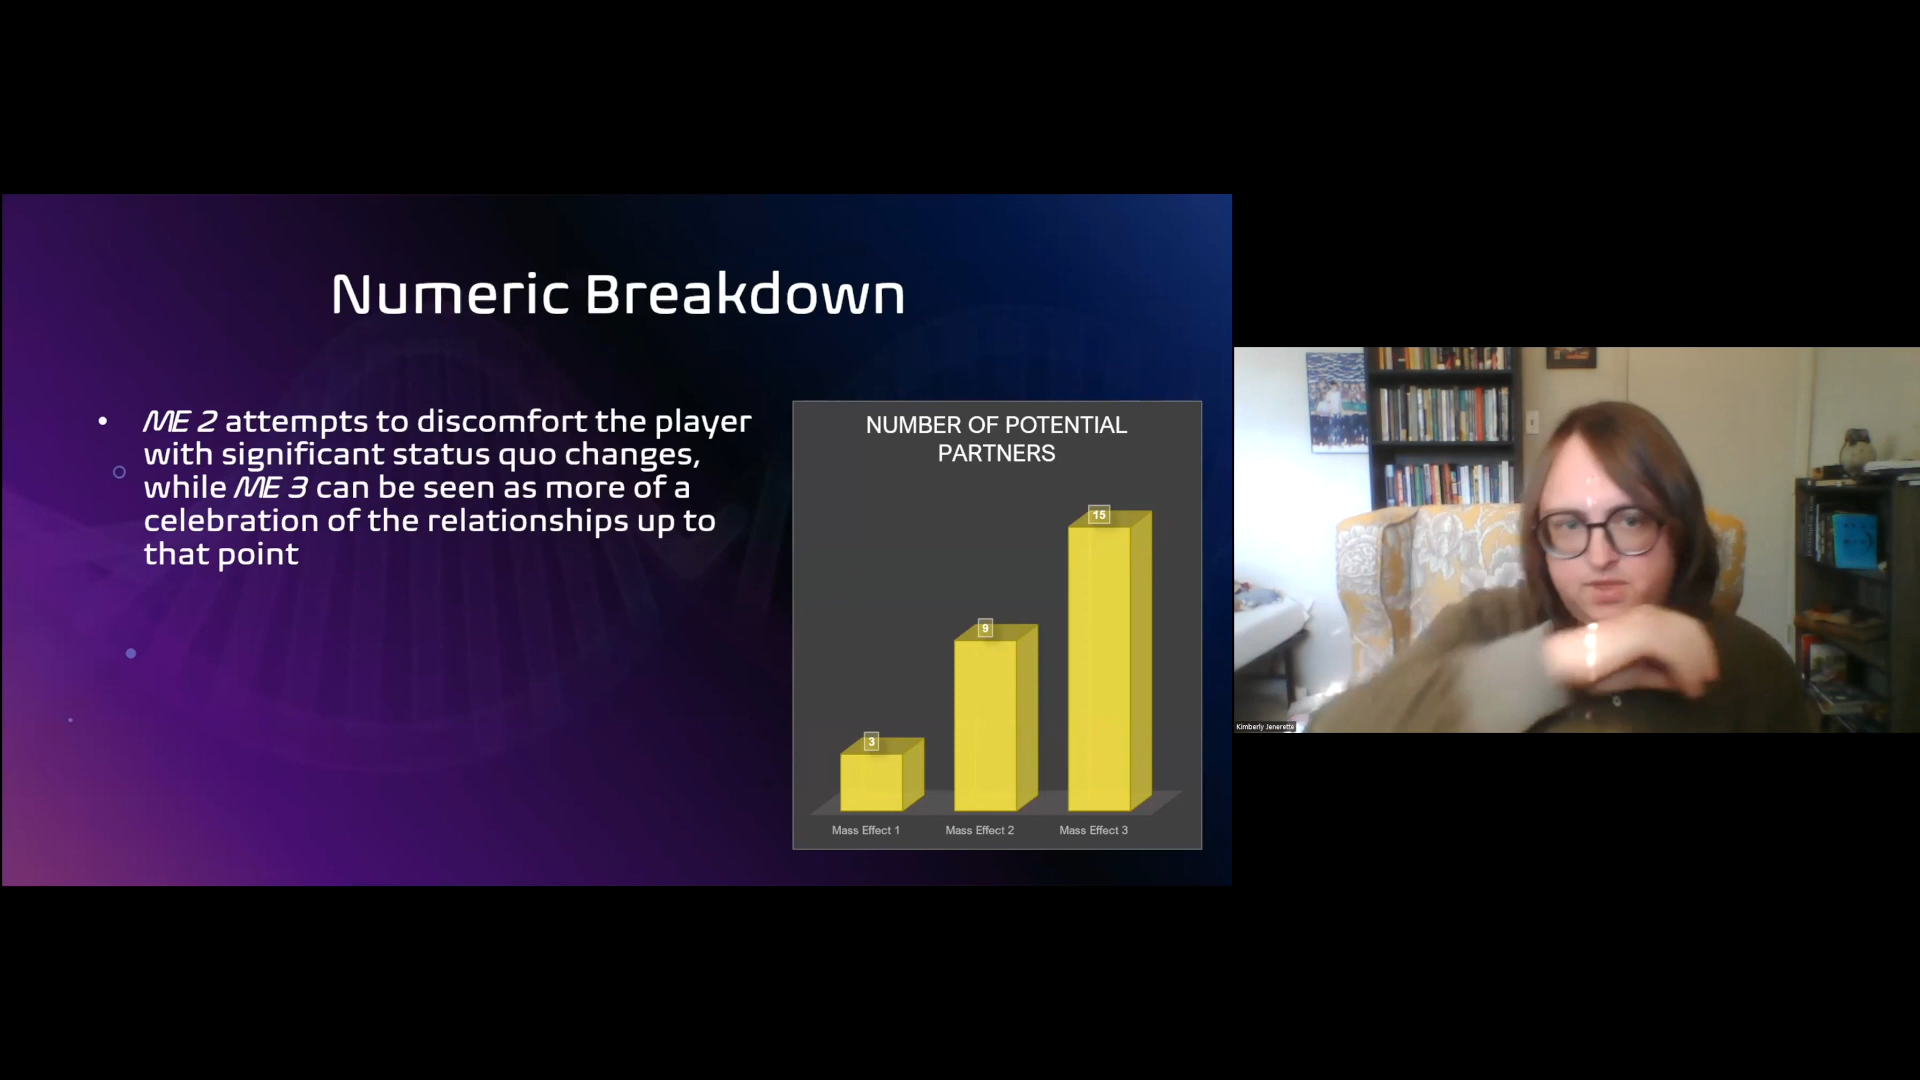 Numeric Breakdown
• ME 2 attempts to discomfort the player
with significant status quo changes,
while ME 3 can be seen as more of a
celebration of the relationships up to
that point
NUMBER OF POTENTIAL
PARTNERS
15
9
3
Mass Effect 1 Mass Effect 2 Mass Effect 3
Kimberly Jenerette